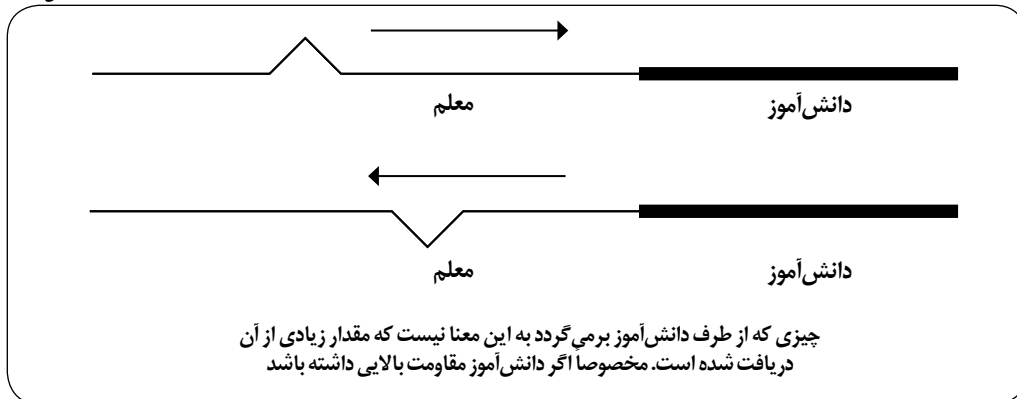 معلم دانش‌آموز
معلم دانش‌آموز
چیزی که از طرف دانش‌آموز برمی‌گردد به این معنا نیست که مقدار زیادی از آن
دریافت شده است. مخصوصاً اگر دانش‌آموز مقاومت بالایی داشته باشد